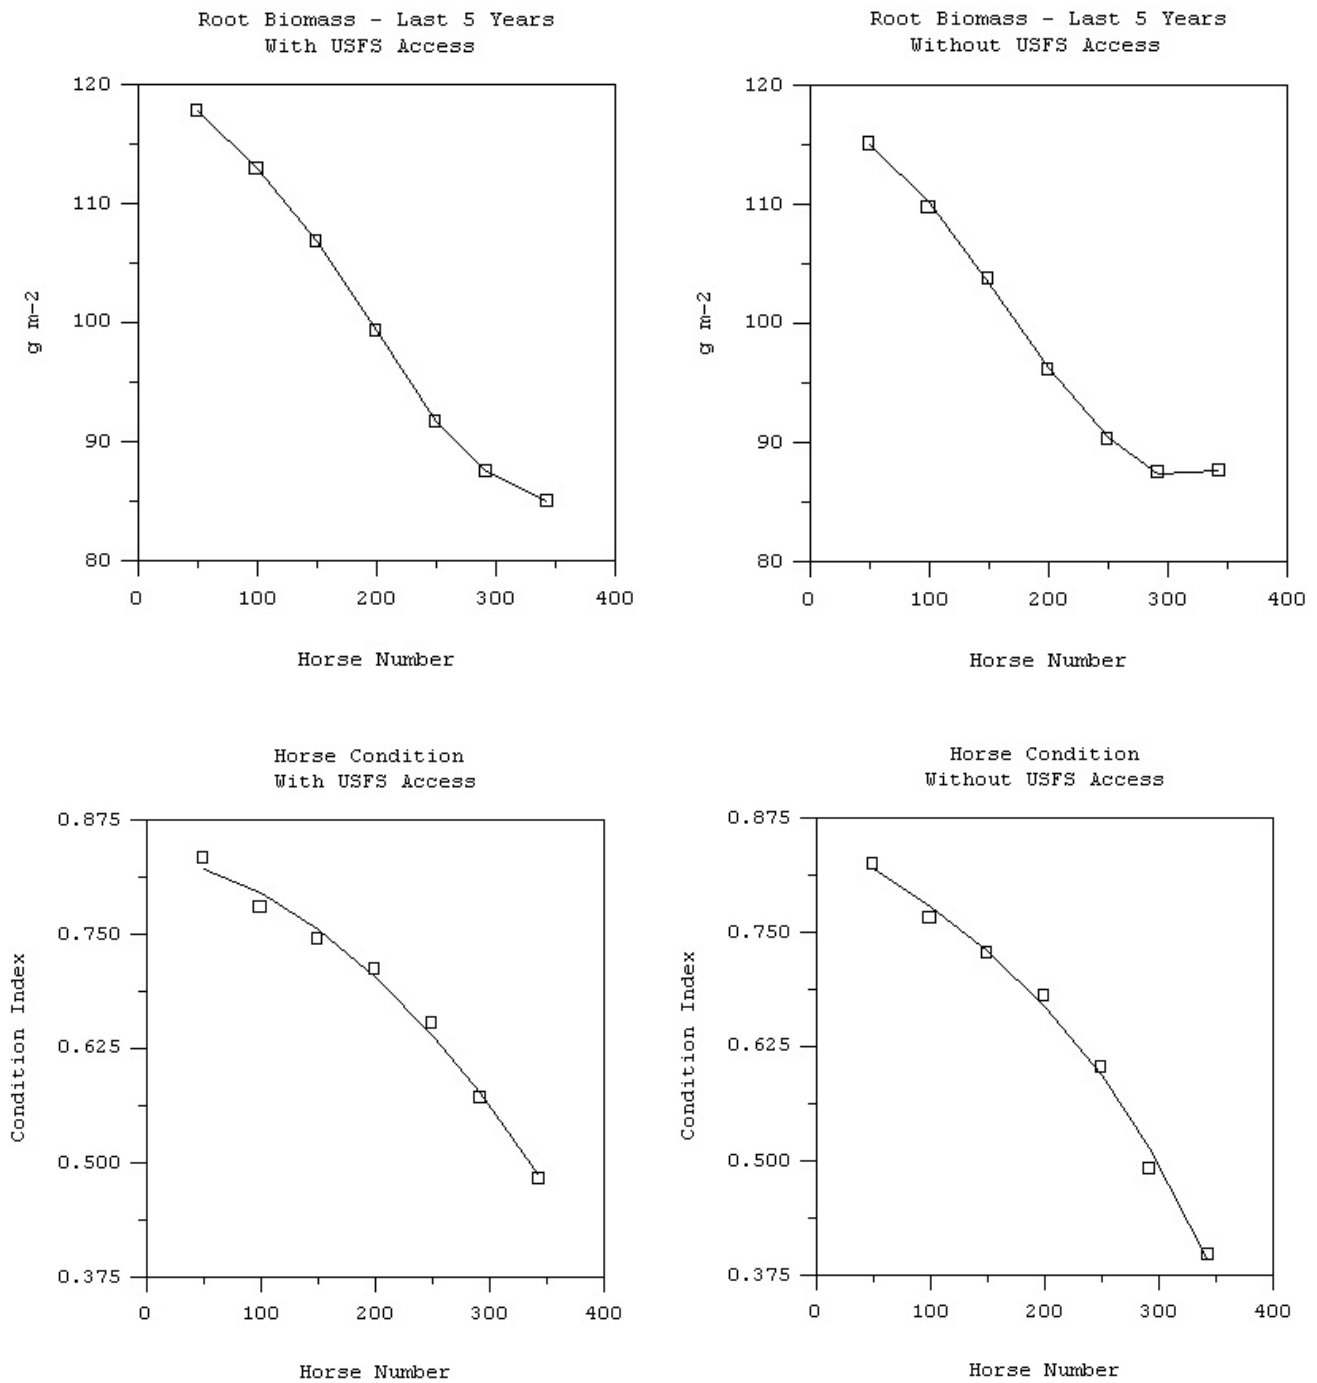 Root Biomass - Last 5 Years
With USFS Access
120
110
100
90
80
g m-2
0 100 200 300 400
Horse Number
Root Biomass - Last 5 Years
Without USFS Access
120
110
100
90
80
g m-2
0 100 200 300 400
Horse Number
Horse Condition
With USFS Access
0.875
0.750
0.625
0.500
0.375
Condition Index
0 100 200 300 400
Horse Number
Horse Condition
Without USFS Access
0.875
0.750
0.625
0.500
0.375
Condition Index
0 100 200 300 400
Horse Number